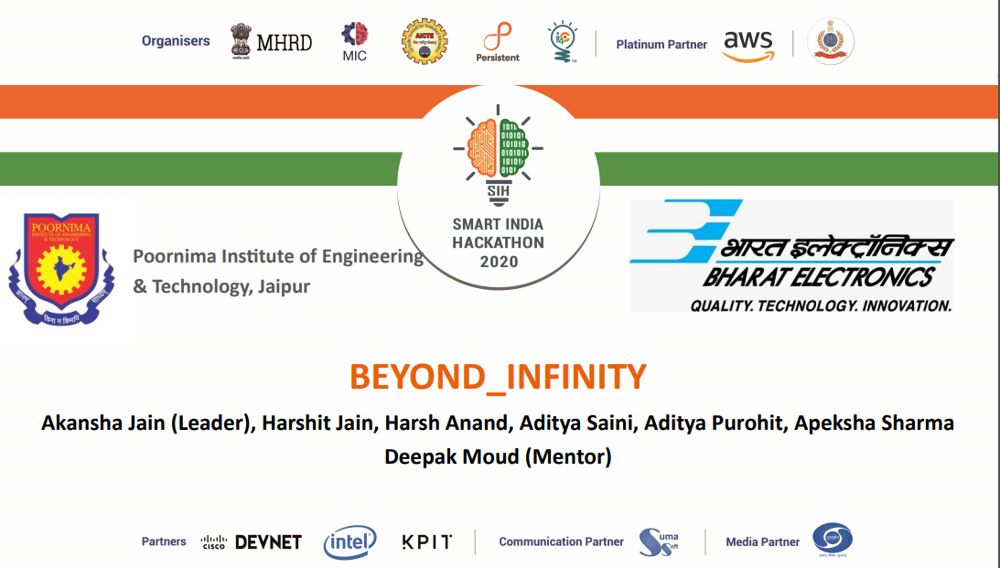 Organisers
MHRD
MIC
AICTE
Persistent
i4C
TM
Platinum Partner
aws
SMART INDIA
HACKATHON
2020
SIH
POORNIMA
INSTITUTE OF ENGINEERING
& TECHNOLOGY
Poornima Institute of Engineering
& Technology, Jaipur
भारत इलेक्ट्रॉनिक्स
BHARAT ELECTRONICS
QUALITY. TECHNOLOGY. INNOVATION.
BEYOND_INFINITY
Akansha Jain (Leader), Harshit Jain, Harsh Anand, Aditya Saini, Aditya Purohit, Apeksha Sharma
Deepak Moud (Mentor)
Partners
cisco DEVNET
intel
KPIT
Communication Partner
Suma Soft
Media Partner